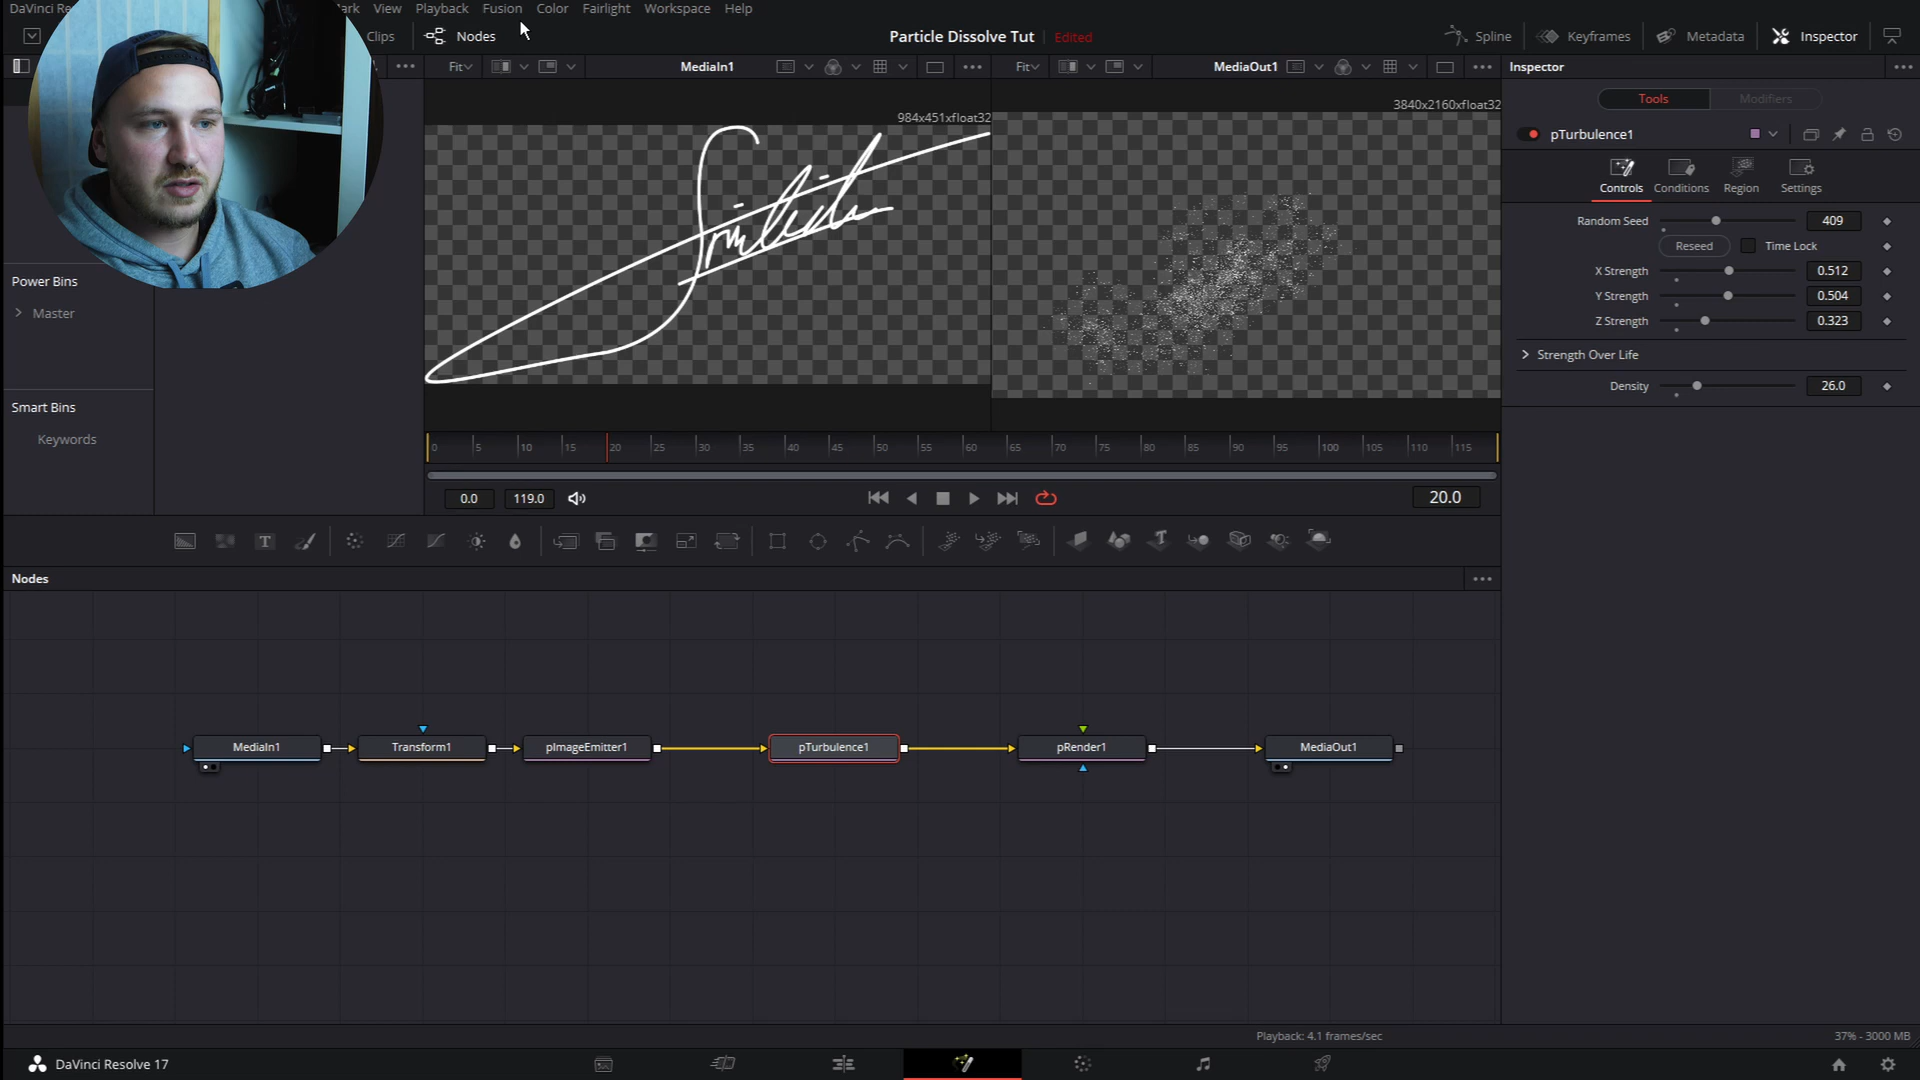 DaVinci Re
ark View Playback Fusion Color Fairlight Workspace Help
Clips Nodes Particle Dissolve Tut Edited Spline Keyframes Metadata Inspector
Fit MediaIn1 Fit MediaOut1 Inspector
984x451xfloat32 3840x2160xfloat32
Tools Modifiers
pTurbulence1
Controls Conditions Region Settings
Random Seed 409
Reseed Time Lock
X Strength 0.512
Y Strength 0.504
Z Strength 0.323
Strength Over Life
Density 26.0
Power Bins
Master
Smart Bins
Keywords
0 5 10 15 20 25 30 35 40 45 50 55 60 65 70 75 80 85 90 95 100 105 110 115
0.0 119.0 20.0
T
Nodes
MediaIn1 Transform1 pImageEmitter1 pTurbulence1 pRender1 MediaOut1
Playback: 4.1 frames/sec 37% - 3000 MB
DaVinci Resolve 17